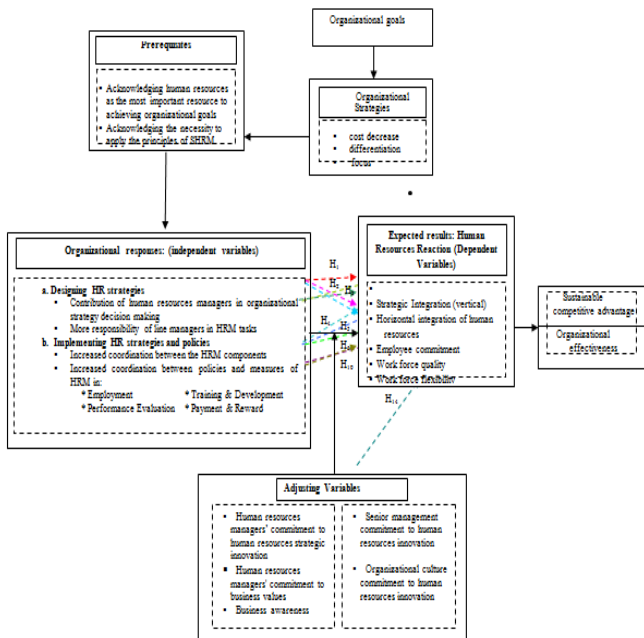 Organizational goals
Prerequisites
• Acknowledging human resources
as the most important resource to
achieving organizational goals
• Acknowledging the necessity to
apply the principles of SHRM
Organizational
Strategies
• cost decrease
• differentiation
• focus
Organizational responses: (independent variables)
a. Designing HR strategies
• Contribution of human resources managers in organizational
strategy decision making
• More responsibility of line managers in HRM tasks
b. Implementing HR strategies and policies
• Increased coordination between the HRM components
• Increased coordination between policies and measures of
HRM in:
* Employment * Training & Development
* Performance Evaluation * Payment & Reward
H1
H2 H
H
H5
H10
H14
Expected results: Human
Resources Reaction (Dependent
Variables)
• Strategic Integration (vertical)
• Horizontal integration of human
resources
• Employee commitment
• Work force quality
• Work force flexibility
Sustainable
competitive advantage
Organizational
effectiveness
Adjusting Variables
• Human resources
managers' commitment to
human resources strategic
innovation
• Human resources
managers' commitment to
business values
• Business awareness
• Senior management
commitment to human
resources innovation
• Organizational culture
commitment to human
resources innovation